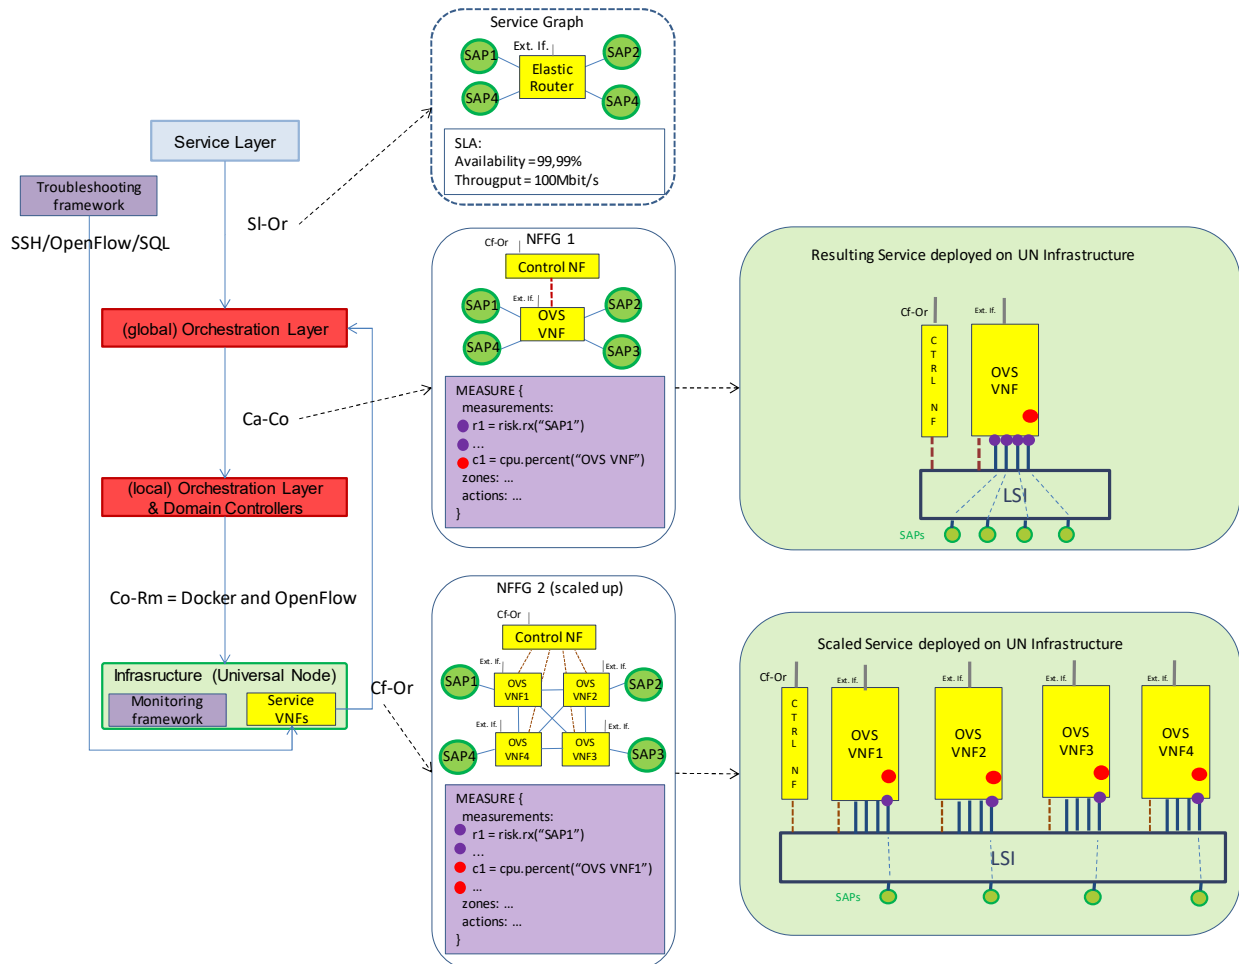 Service Graph
Ext. If.
SAP1
SAP2
Elastic
Router
SAP4
SAP4
SLA:
Availability =99,99%
Througput = 100Mbit/s
Service Layer
Troubleshooting
framework
SSH/OpenFlow/SQL
Sl-Or
(global) Orchestration Layer
Ca-Co
(local) Orchestration Layer
& Domain Controllers
Co-Rm = Docker and OpenFlow
Infrasructure (Universal Node)
Monitoring
framework
Service
VNFs
Cf-Or
NFFG 1
Cf-Or
Control NF
Ext. If.
SAP1
SAP2
OVS
VNF
SAP4
SAP3
MEASURE {
measurements:
r1 = risk.rx(“SAP1”)
...
c1 = cpu.percent(“OVS VNF”)
zones: ...
actions: ...
}
Resulting Service deployed on UN Infrastructure
Cf-Or
Ext. If.
CTRL NF
OVS
VNF
LSI
SAPs
NFFG 2 (scaled up)
Cf-Or
Control NF
Ext. If.
Ext. If.
SAP1
OVS
VNF1
OVS
VNF2
SAP2
Ext. If.
Ext. If.
SAP4
OVS
VNF4
OVS
VNF3
SAP3
MEASURE {
measurements:
r1 = risk.rx(“SAP1”)
...
c1 = cpu.percent(“OVS VNF1”)
...
zones: ...
actions: ...
}
Scaled Service deployed on UN Infrastructure
Cf-Or
Ext. If.
Ext. If.
Ext. If.
Ext. If.
CTRL NF
OVS
VNF1
OVS
VNF2
OVS
VNF3
OVS
VNF4
LSI
SAPs